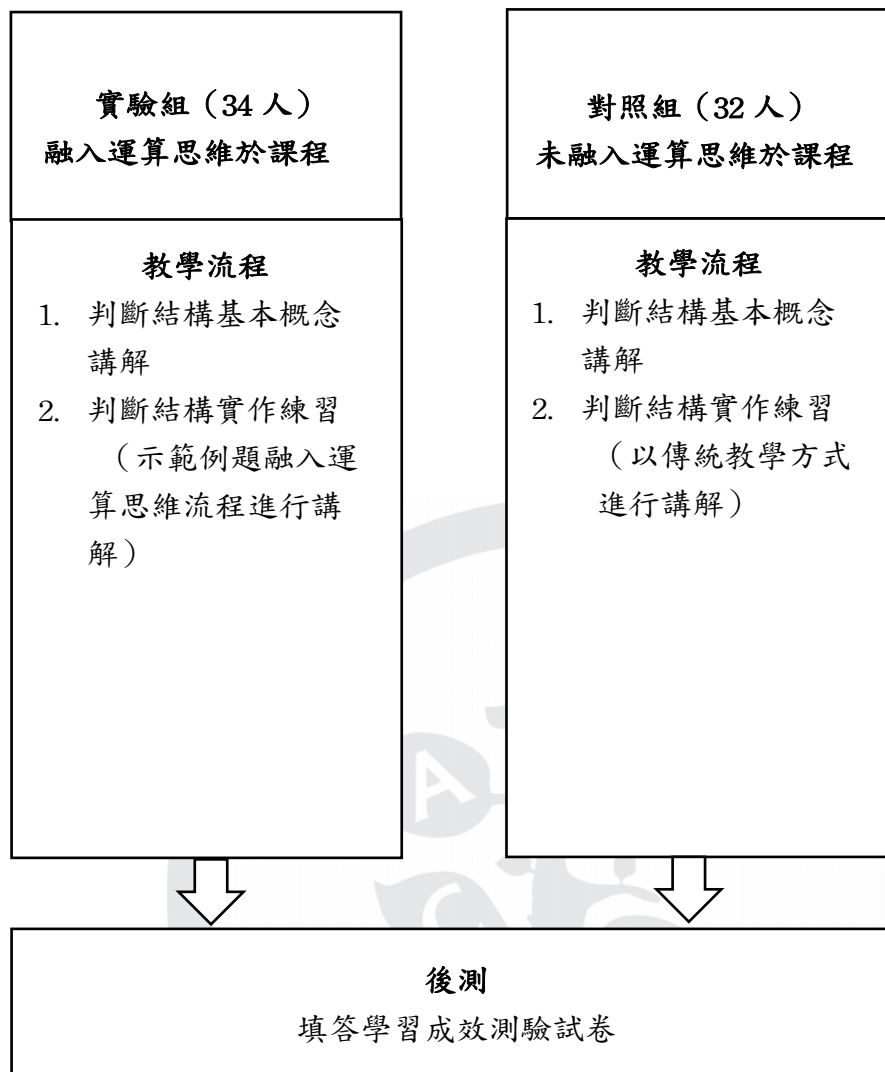 實驗組（34 人）
融入運算思維於課程
教學流程
1. 判斷結構基本概念
講解
2. 判斷結構實作練習
（示範例題融入運
算思維流程進行講
解）
對照組（32 人）
未融入運算思維於課程
教學流程
1. 判斷結構基本概念
講解
2. 判斷結構實作練習
（以傳統教學方式
進行講解）
後測
填答學習成效測驗試卷